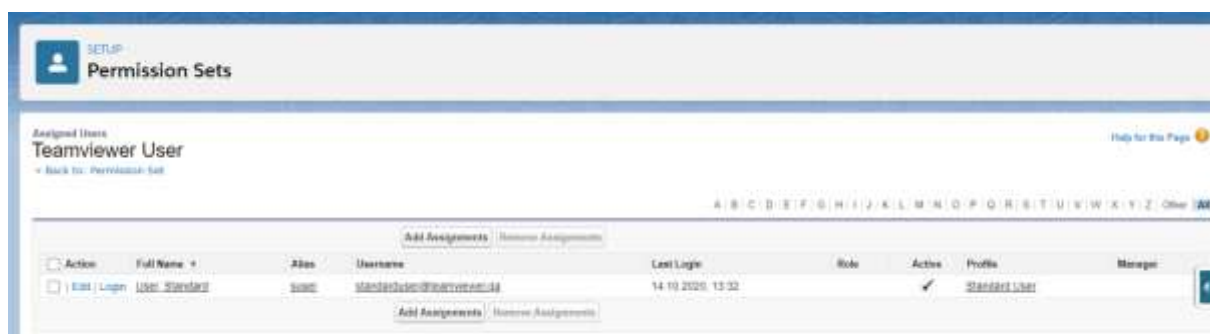 SETUP
Permission Sets
Assigned Users
Teamviewer User
« Back to: Permission Set
Help for this Page
A | B | C | D | E | F | G | H | I | J | K | L | M | N | O | P | Q | R | S | T | U | V | W | X | Y | Z | Other | All
Add Assignments Remove Assignments
Action Full Name Alias Username Last Login Role Active Profile Manager
Edit | Login User, Standard suser standarduser@teamviewer.qa 14.10.2020, 13:32 Standard User
Add Assignments Remove Assignments